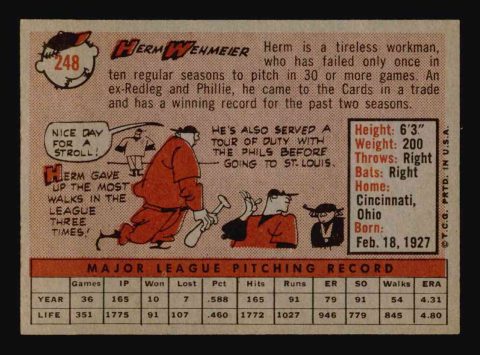 248
HERM WEHMEIER
Herm is a tireless workman,
who has failed only once in
ten regular seasons to pitch in 30 or more games. An
ex-Redleg and Phillie, he came to the Cards in a trade
and has a winning record for the past two seasons.
NICE DAY
FOR A
STROLL!
HERM GAVE
UP THE MOST
WALKS IN THE
LEAGUE
THREE
TIMES!
HE'S ALSO SERVED A
TOUR OF DUTY WITH
THE PHILS BEFORE
GOING TO ST. LOUIS.
Height: 6'3"
Weight: 200
Throws: Right
Bats: Right
Home:
Cincinnati,
Ohio
Born:
Feb. 18, 1927
© T.C.G. PRTD. IN U.S.A.
MAJOR LEAGUE PITCHING RECORD
Games IP Won Lost Pct Hits Runs ER SO Walks ERA
YEAR 36 165 10 7 .588 165 91 79 91 54 4.31
LIFE 351 1775 91 107 .460 1772 1027 946 779 845 4.80